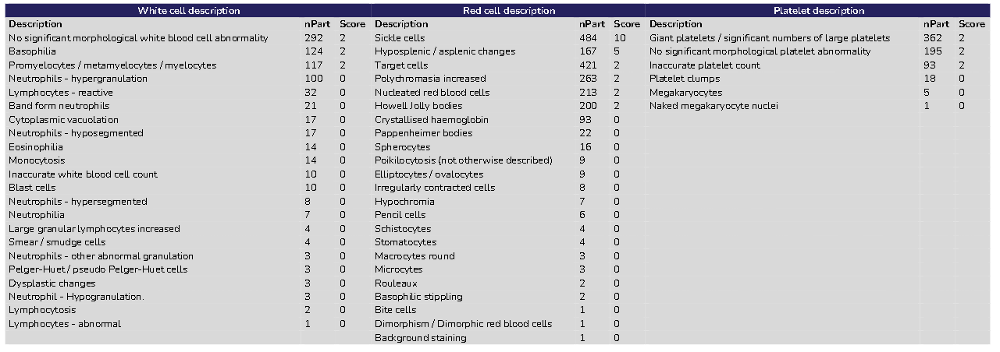 White cell description Red cell description Platelet description
Description nPart Score Description nPart Score Description nPart Score
No significant morphological white blood cell abnormality 292 2 Sickle cells 484 10 Giant platelets / significant numbers of large platelets 362 2
Basophilia 124 2 Hyposplenic / asplenic changes 167 5 No significant morphological platelet abnormality 195 2
Promyelocytes / metamyelocytes / myelocytes 117 2 Target cells 421 2 Inaccurate platelet count 93 2
Neutrophils - hypergranulation 100 0 Polychromasia increased 263 2 Platelet clumps 18 0
Lymphocytes - reactive 32 0 Nucleated red blood cells 213 2 Megakaryocytes 5 0
Band form neutrophils 21 0 Howell Jolly bodies 200 2 Naked megakaryocyte nuclei 1 0
Cytoplasmic vacuolation 17 0 Crystallised haemoglobin 93 0
Neutrophils - hyposegmented 17 0 Pappenheimer bodies 22 0
Eosinophilia 14 0 Spherocytes 16 0
Monocytosis 14 0 Poikilocytosis (not otherwise described) 9 0
Inaccurate white blood cell count 10 0 Elliptocytes / ovalocytes 9 0
Blast cells 10 0 Irregularly contracted cells 8 0
Neutrophils - hypersegmented 8 0 Hypochromia 7 0
Neutrophilia 7 0 Pencil cells 6 0
Large granular lymphocytes increased 4 0 Schistocytes 4 0
Smear / smudge cells 4 0 Stomatocytes 4 0
Neutrophils - other abnormal granulation 3 0 Macrocytes round 3 0
Pelger-Huet / pseudo Pelger-Huet cells 3 0 Microcytes 3 0
Dysplastic changes 3 0 Rouleaux 2 0
Neutrophil - Hypogranulation. 3 0 Basophilic stippling 2 0
Lymphocytosis 2 0 Bite cells 1 0
Lymphocytes - abnormal 1 0 Dimorphism / Dimorphic red blood cells 1 0
Background staining 1 0